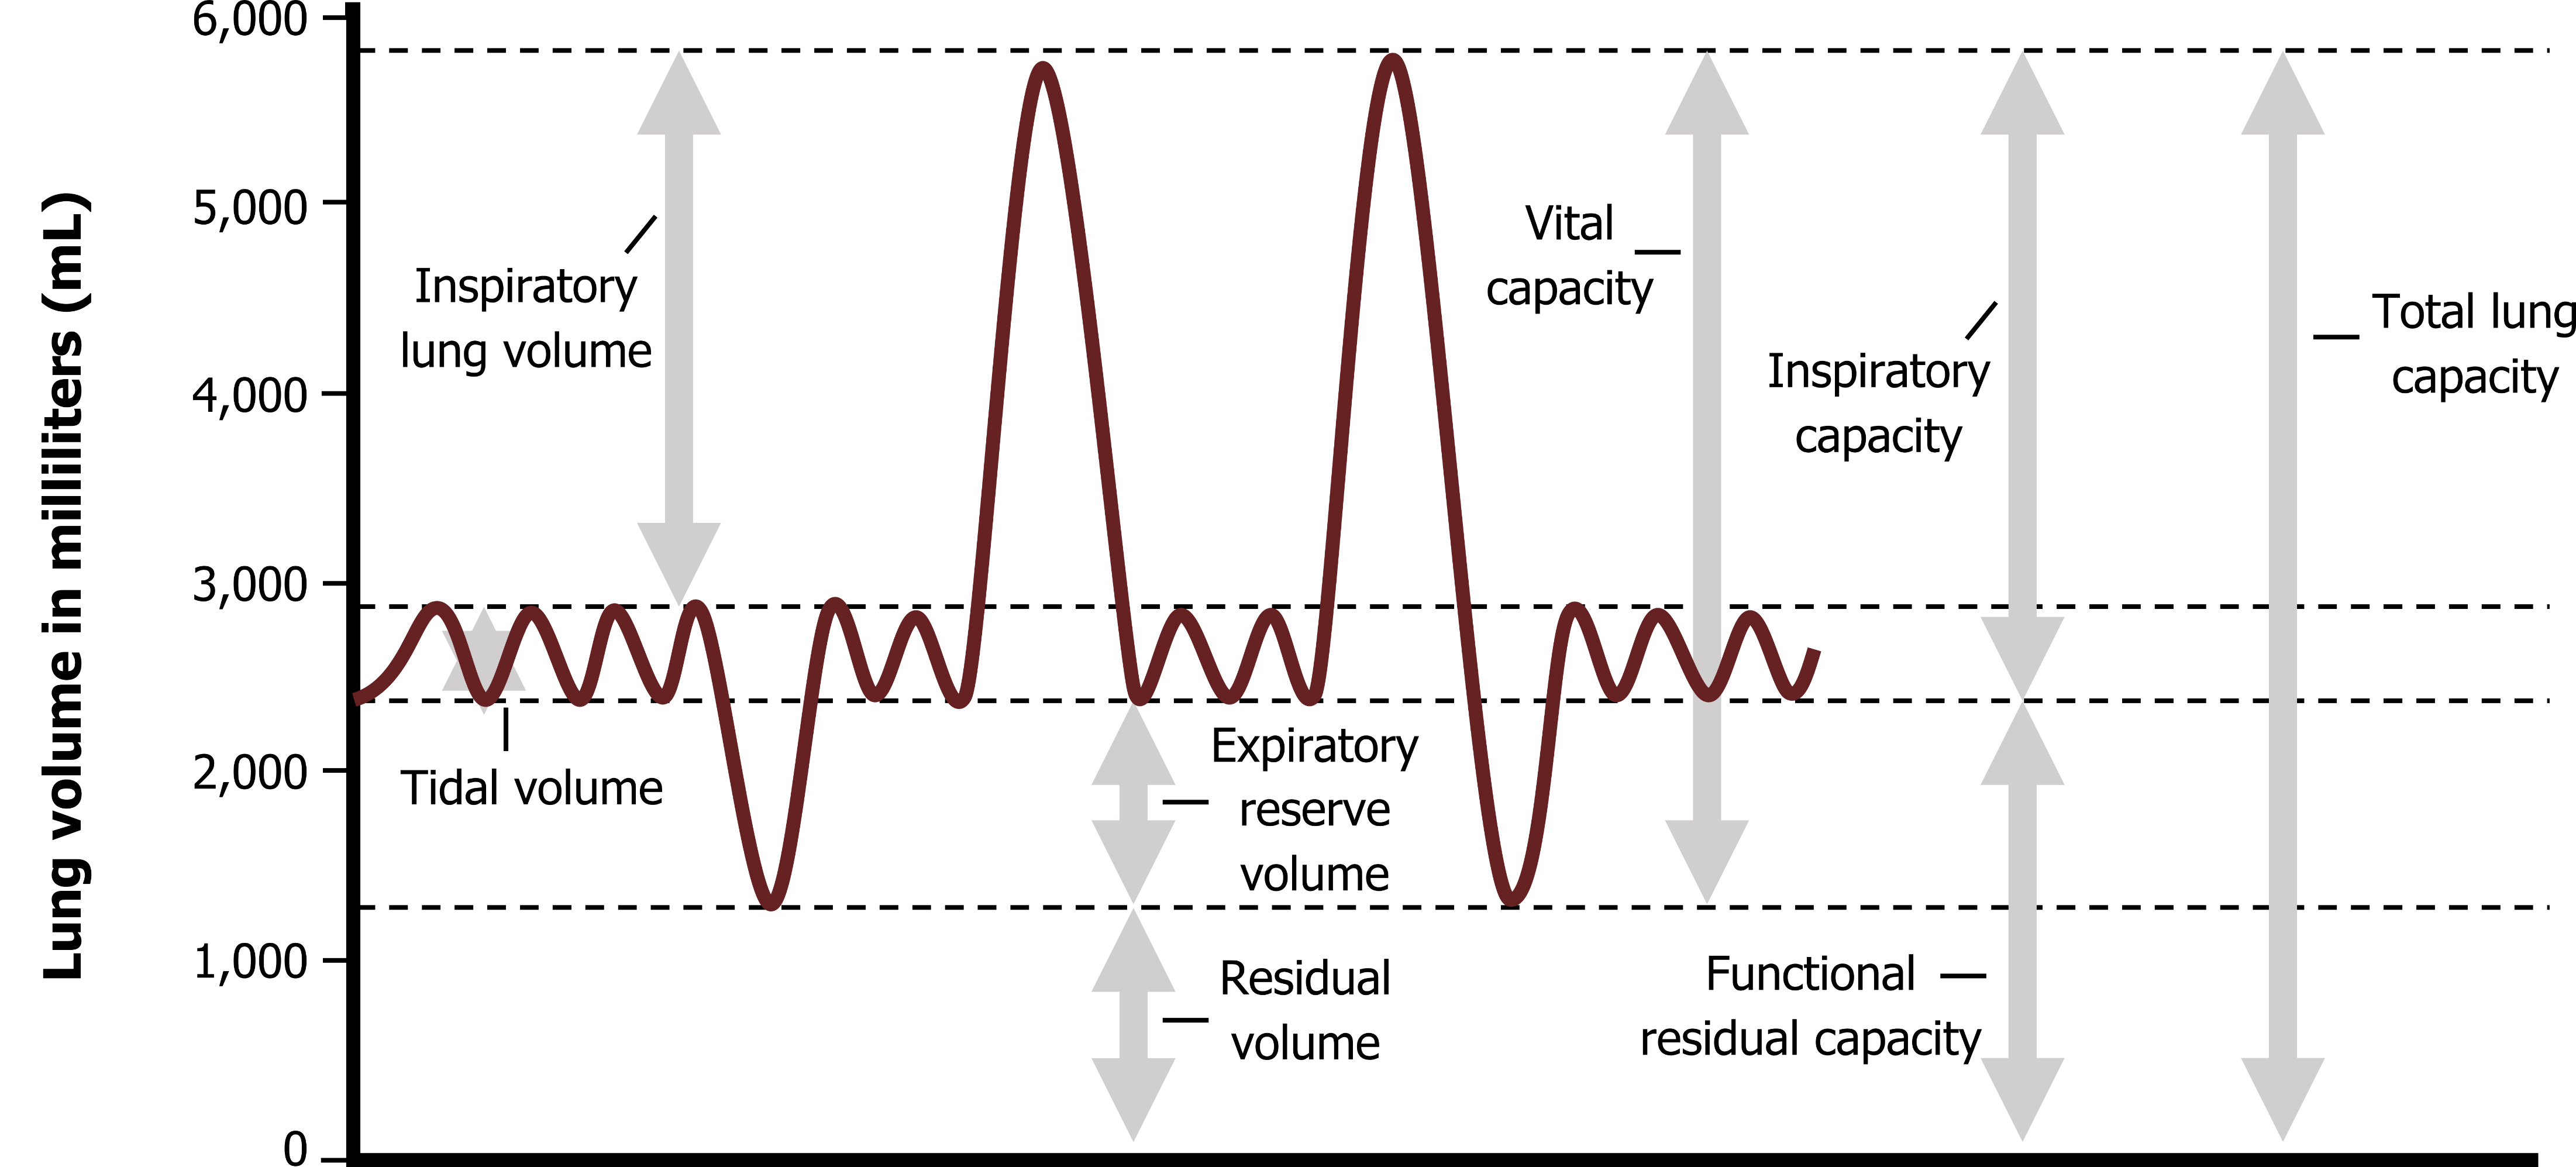 Lung volume in milliliters (mL)
6,000
5,000
4,000
3,000
2,000
1,000
0
Inspiratory
lung volume
Tidal volume
Expiratory
reserve
volume
Residual
volume
Vital
capacity
Inspiratory
capacity
Functional
residual capacity
Total lung
capacity